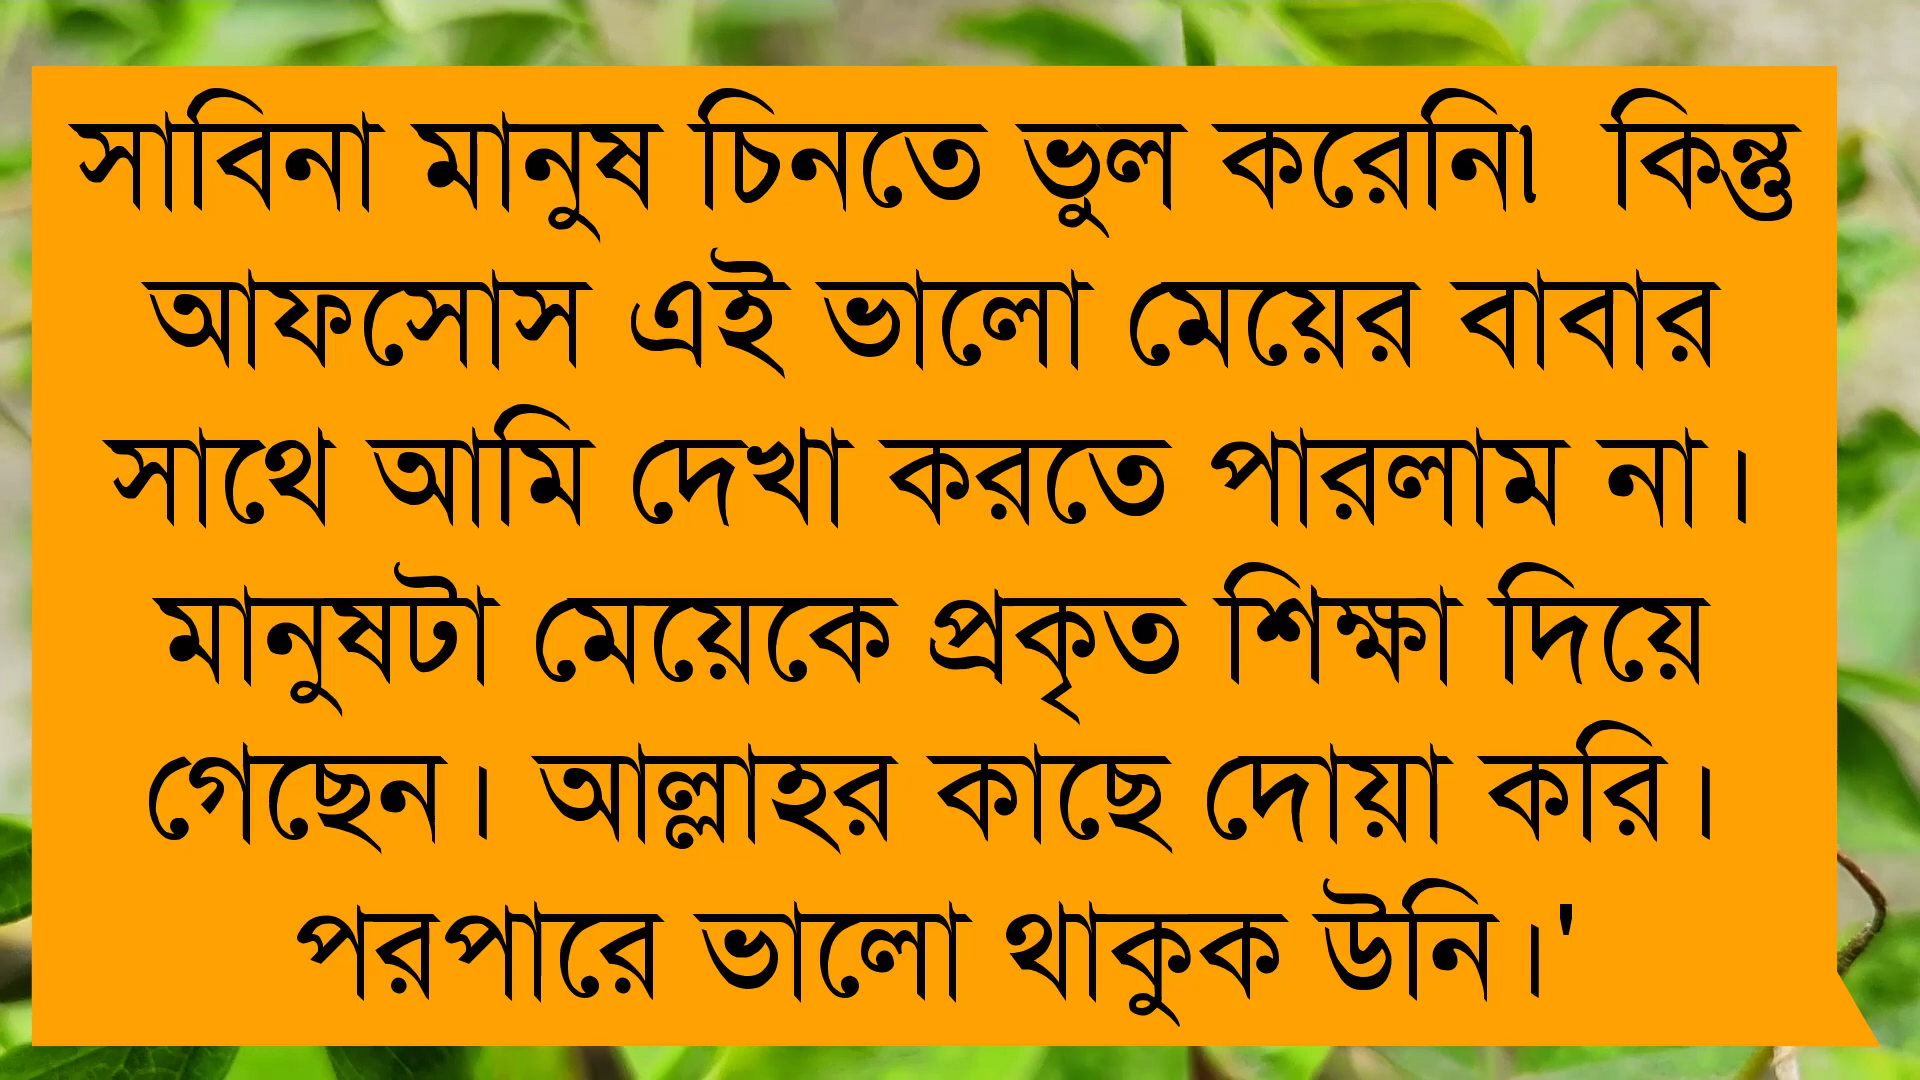 সাবিনা মানুষ চিনতে ভুল করেনি৷ কিন্তু
আফসোস এই ভালো মেয়ের বাবার
সাথে আমি দেখা করতে পারলাম না।
মানুষটা মেয়েকে প্রকৃত শিক্ষা দিয়ে
গেছেন। আল্লাহর কাছে দোয়া করি।
পরপারে ভালো থাকুক উনি।'